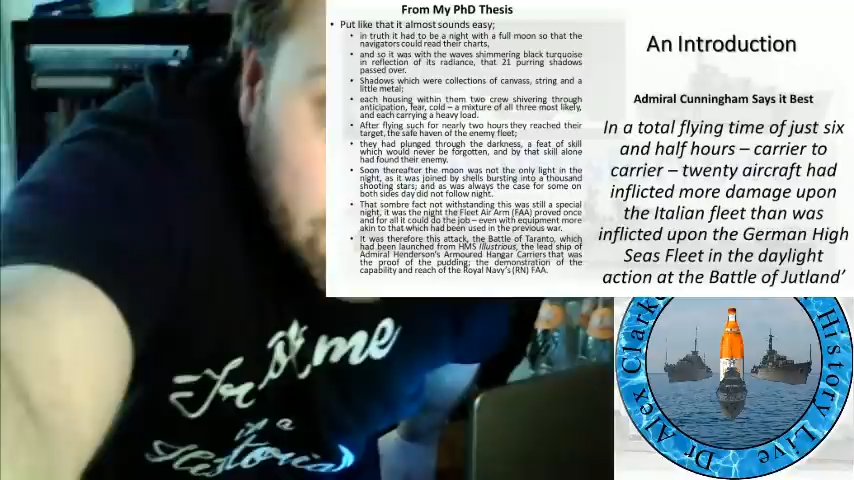 From My PhD Thesis
• Put like that it almost sounds easy;
• in truth it had to be a night with a full moon so that the
navigators could read their charts,
• and so it was with the waves shimmering black turquoise
in reflection of its radiance, that 21 purring shadows
passed over.
• Shadows which were collections of canvass, string and a
little metal;
• each housing within them two crew shivering through
anticipation, fear, cold – a mixture of all three most likely,
and each carrying a heavy load.
• After flying such for nearly two hours they reached their
target, the safe haven of the enemy fleet;
• they had plunged through the darkness, a feat of skill
which would never be forgotten, and by that skill alone
had found their enemy.
• Soon thereafter the moon was not the only light in the
night, as it was joined by shells bursting into a thousand
shooting stars; and as was always the case for some on
both sides day did not follow night.
• That sombre fact not withstanding this was still a special
night, it was the night the Fleet Air Arm (FAA) proved once
and for all it could do the job – even with equipment more
akin to that which had been used in the previous war.
• It was therefore this attack, the Battle of Taranto, which
had been launched from HMS Illustrious, the lead ship of
Admiral Henderson's Armoured Hangar Carriers that was
the proof of the pudding; the demonstration of the
capability and reach of the Royal Navy's (RN) FAA.
An Introduction
Admiral Cunningham Says it Best
In a total flying time of just six
and half hours – carrier to
carrier – twenty aircraft had
inflicted more damage upon
the Italian fleet than was
inflicted upon the German High
Seas Fleet in the daylight
action at the Battle of Jutland'
Tr st me
i a
Historia
Dr Alex Clark
History Live